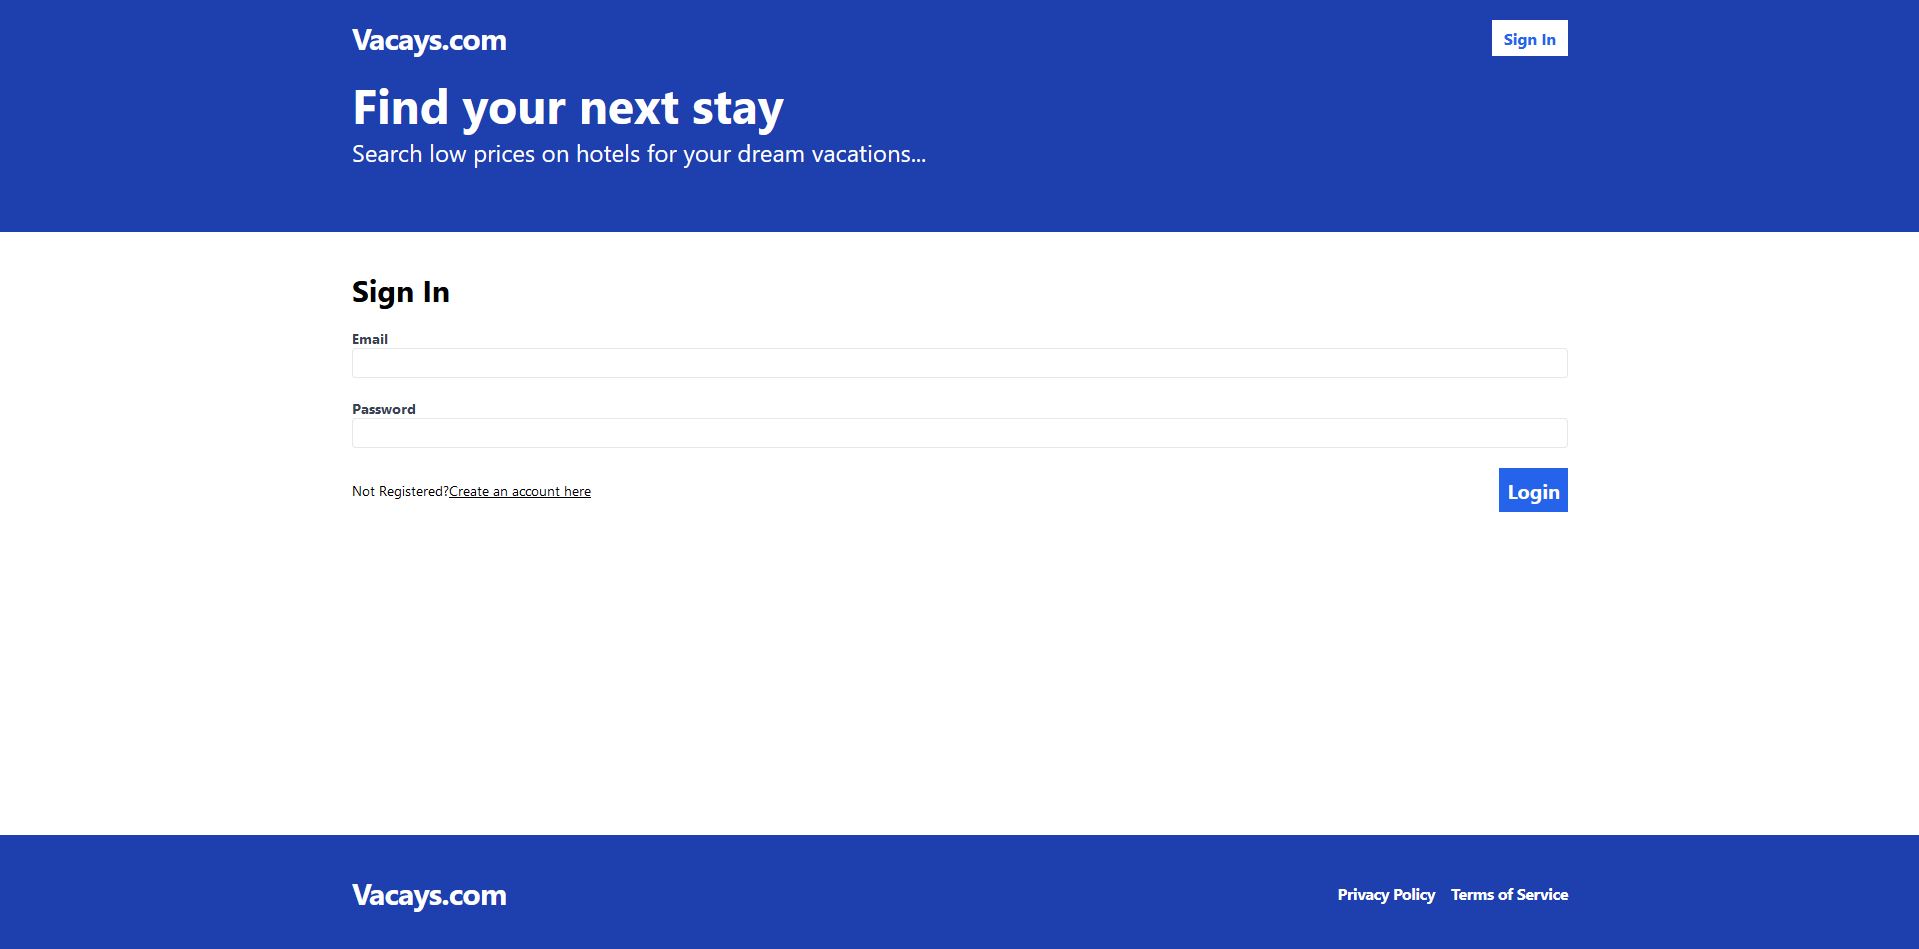 Vacays.com
Sign In
Find your next stay
Search low prices on hotels for your dream vacations...
Sign In
Email
Password
Not Registered?Create an account here
Login
Vacays.com
Privacy Policy Terms of Service